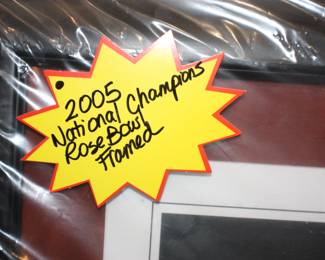 2005
National Champions
Rose Bowl
Framed